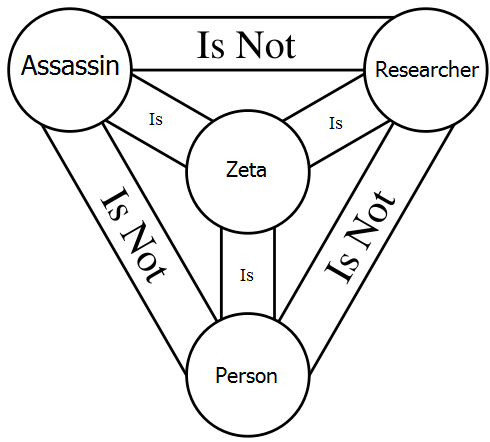 Is Not
Assassin
Researcher
Is
Is
Zeta
Is Not
Is Not
Is
Person